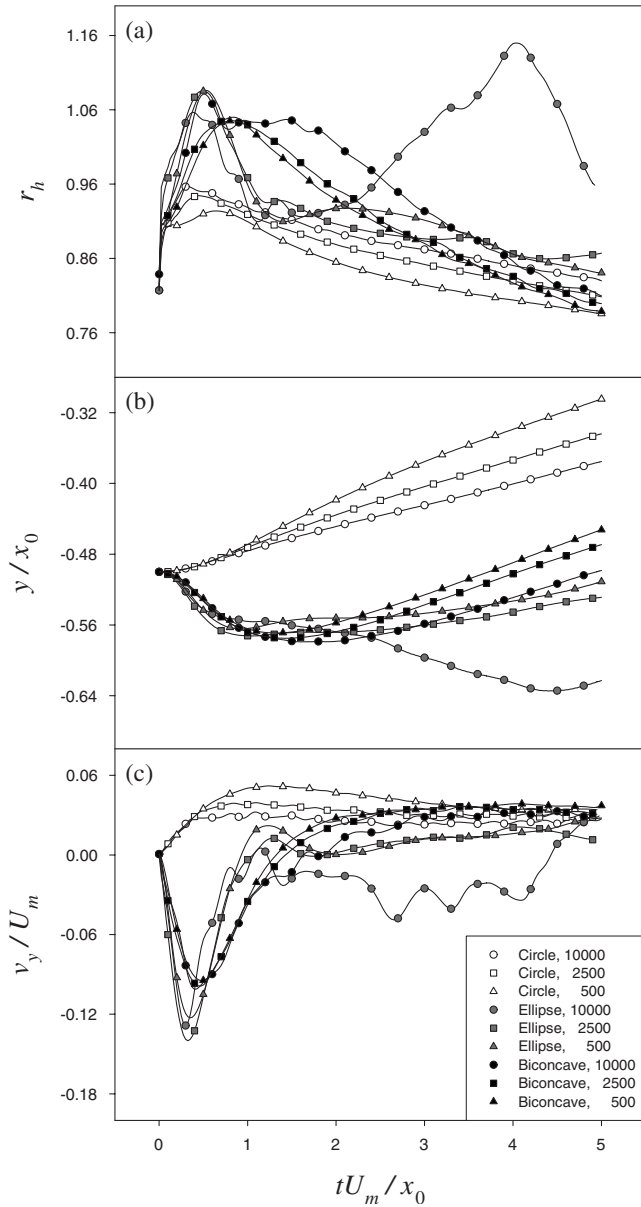 (a)
1.16
1.06
0.96
0.86
0.76
r_h
(b)
-0.32
-0.40
-0.48
-0.56
-0.64
y/x_0
(c)
0.06
0.00
-0.06
-0.12
-0.18
v_y/U_m
Circle, 10000
Circle, 2500
Circle, 500
Ellipse, 10000
Ellipse, 2500
Ellipse, 500
Biconcave, 10000
Biconcave, 2500
Biconcave, 500
0 1 2 3 4 5
tU_m/x_0